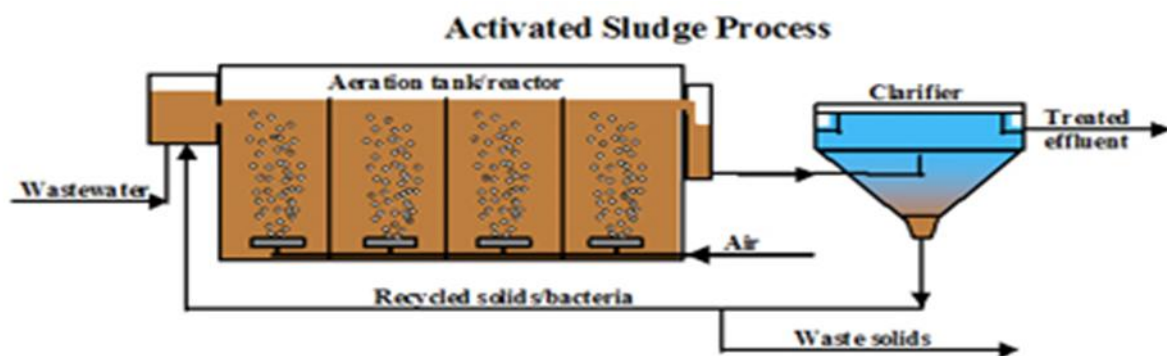 Activated Sludge Process
Aeration tank/reactor
Clarifier
Treated
effluent
Wastewater
Air
Recycled solids/bacteria
Waste solids